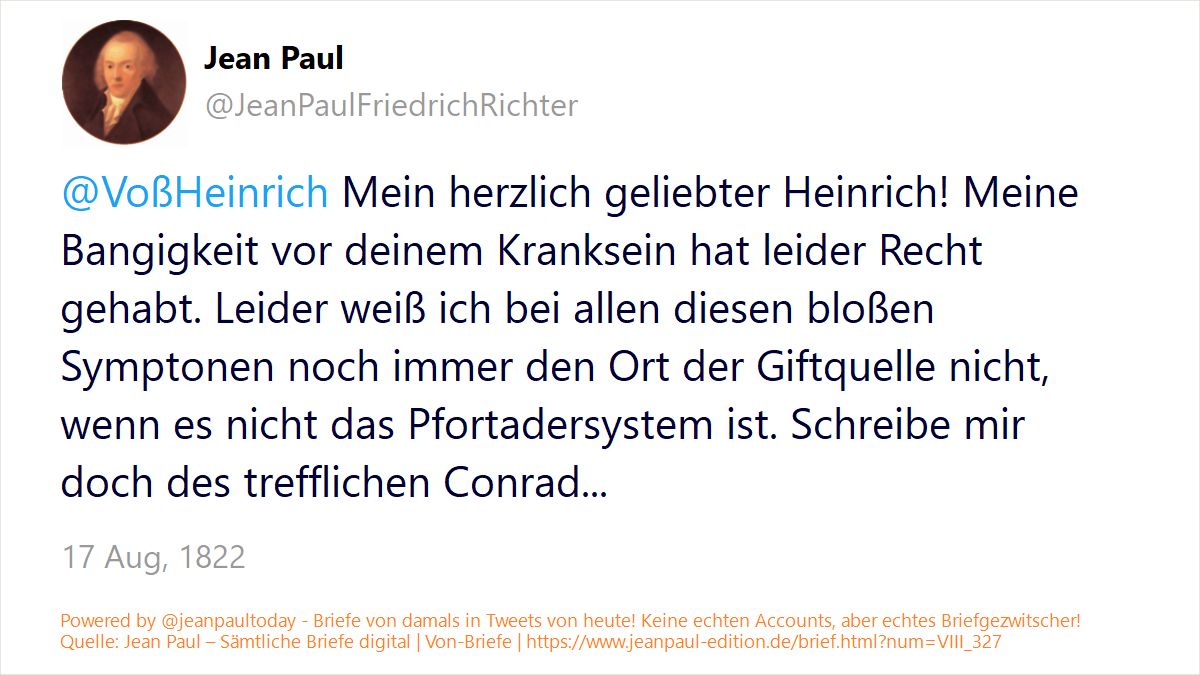 Jean Paul
@JeanPaulFriedrichRichter
@VoßHeinrich Mein herzlich geliebter Heinrich! Meine
Bangigkeit vor deinem Kranksein hat leider Recht
gehabt. Leider weiß ich bei allen diesen bloßen
Symptonen noch immer den Ort der Giftquelle nicht,
wenn es nicht das Pfortadersystem ist. Schreibe mir
doch des trefflichen Conrad...
17 Aug, 1822
Powered by @jeanpaultoday - Briefe von damals in Tweets von heute! Keine echten Accounts, aber echtes Briefgezwitscher!
Quelle: Jean Paul – Sämtliche Briefe digital | Von-Briefe | https://www.jeanpaul-edition.de/brief.html?num=VIII_327